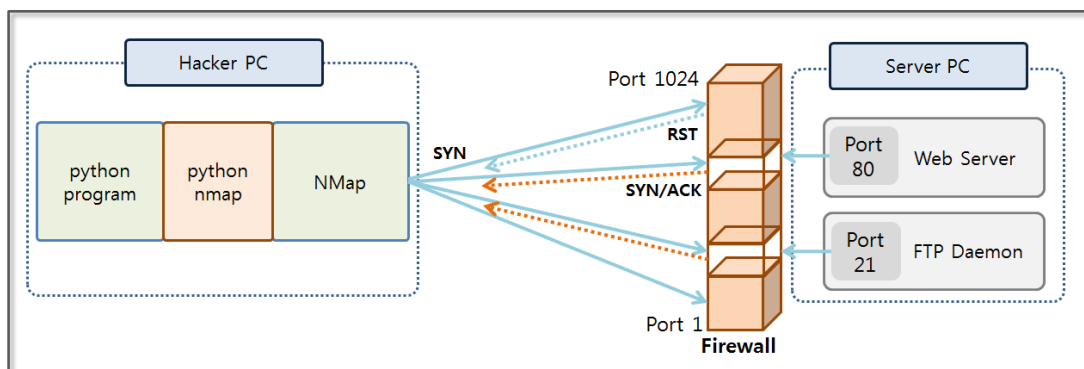 Hacker PC
python
program
python
nmap
NMap
SYN
RST
SYN/ACK
Port 1024
Port 1
Firewall
Server PC
Port
80
Web Server
Port
21
FTP Daemon